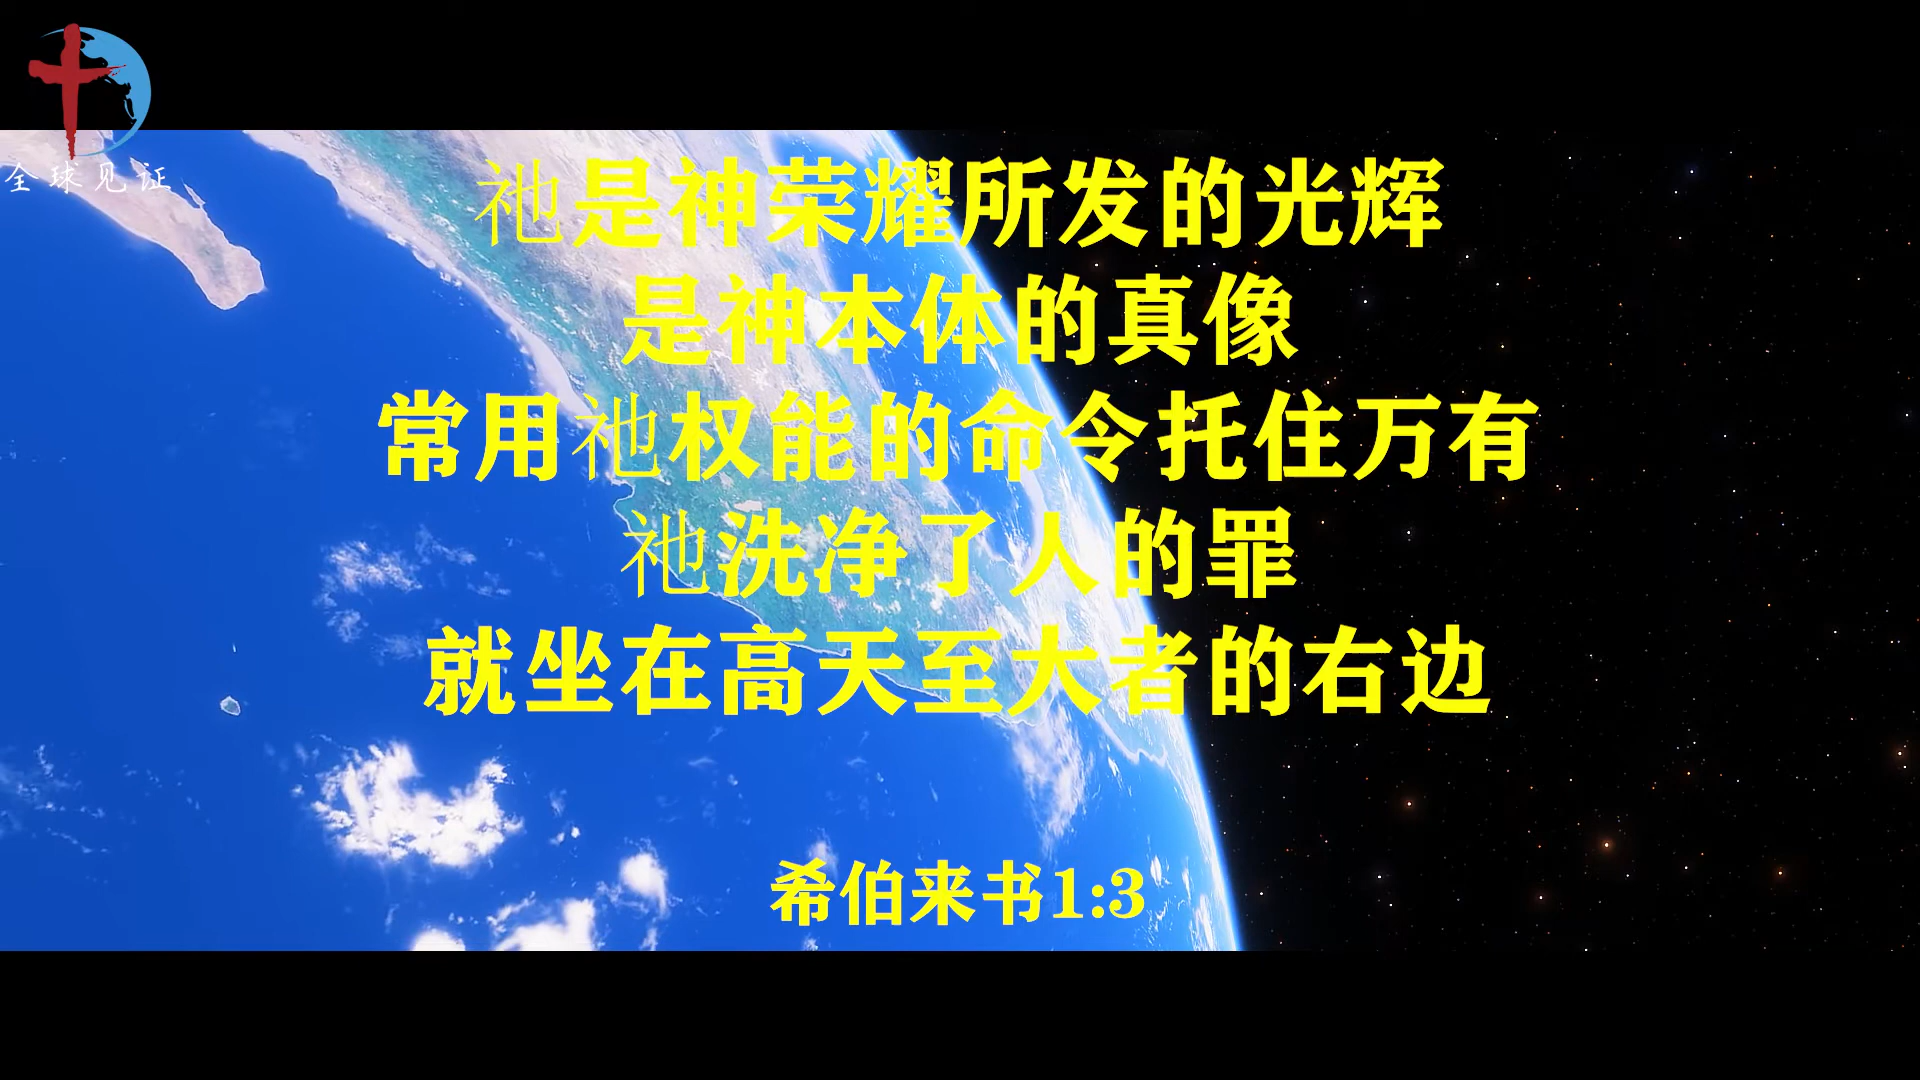 全球见证
祂是神荣耀所发的光辉
是神本体的真像
常用祂权能的命令托住万有
祂洗净了人的罪
就坐在高天至大者的右边
希伯来书1:3